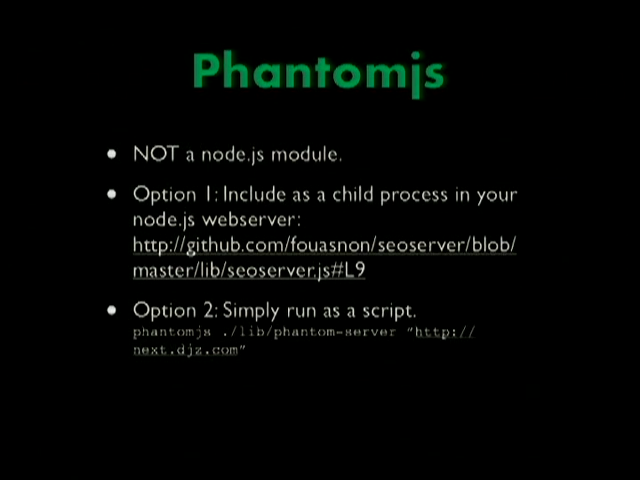 Phantomjs
• NOT a node.js module.
• Option 1: Include as a child process in your
node.js webserver:
http://github.com/fouasnon/seoserver/blob/
master/lib/seoserver.js#L9
• Option 2: Simply run as a script.
phantomjs ./lib/phantom-server "http://
next.djz.com"